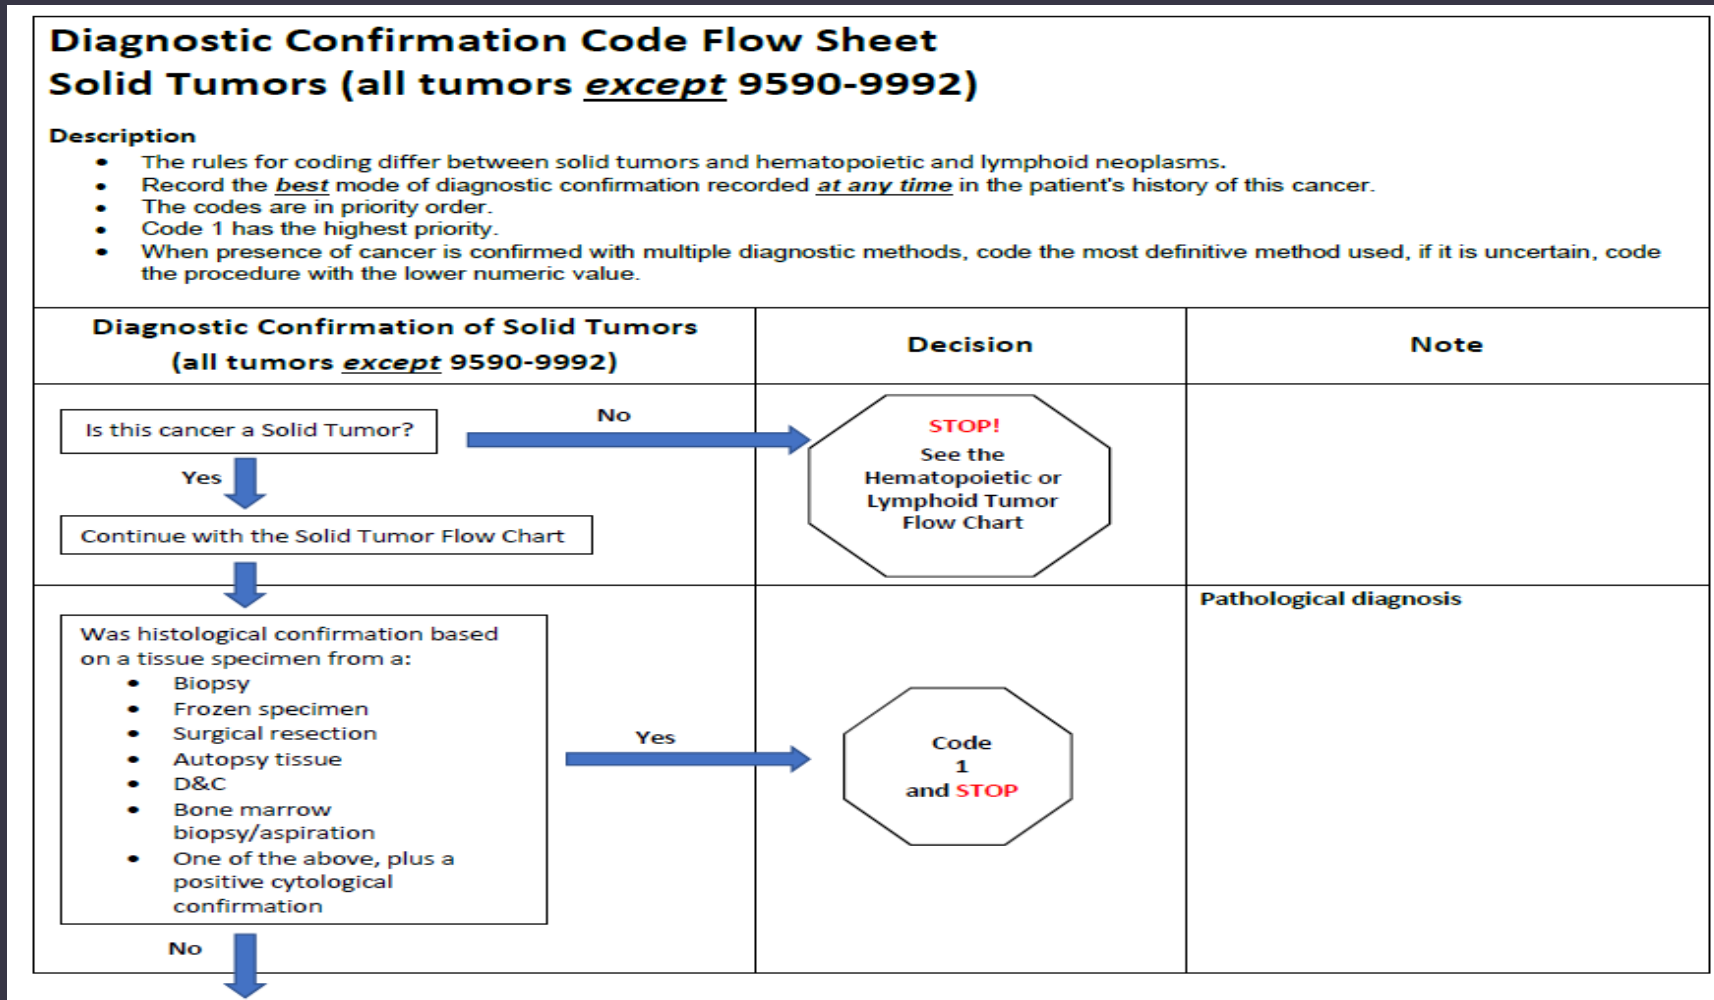 Diagnostic Confirmation Code Flow Sheet
Solid Tumors (all tumors except 9590-9992)
Description
• The rules for coding differ between solid tumors and hematopoietic and lymphoid neoplasms.
• Record the best mode of diagnostic confirmation recorded at any time in the patient's history of this cancer.
• The codes are in priority order.
• Code 1 has the highest priority.
• When presence of cancer is confirmed with multiple diagnostic methods, code the most definitive method used, if it is uncertain, code
the procedure with the lower numeric value.
Diagnostic Confirmation of Solid Tumors
(all tumors except 9590-9992)
Decision
Note
Is this cancer a Solid Tumor?
No
STOP!
See the
Hematopoietic or
Lymphoid Tumor
Flow Chart
Yes
Continue with the Solid Tumor Flow Chart
Was histological confirmation based
on a tissue specimen from a:
• Biopsy
• Frozen specimen
• Surgical resection
• Autopsy tissue
• D&C
• Bone marrow
biopsy/aspiration
• One of the above, plus a
positive cytological
confirmation
Yes
Code
1
and STOP
Pathological diagnosis
No